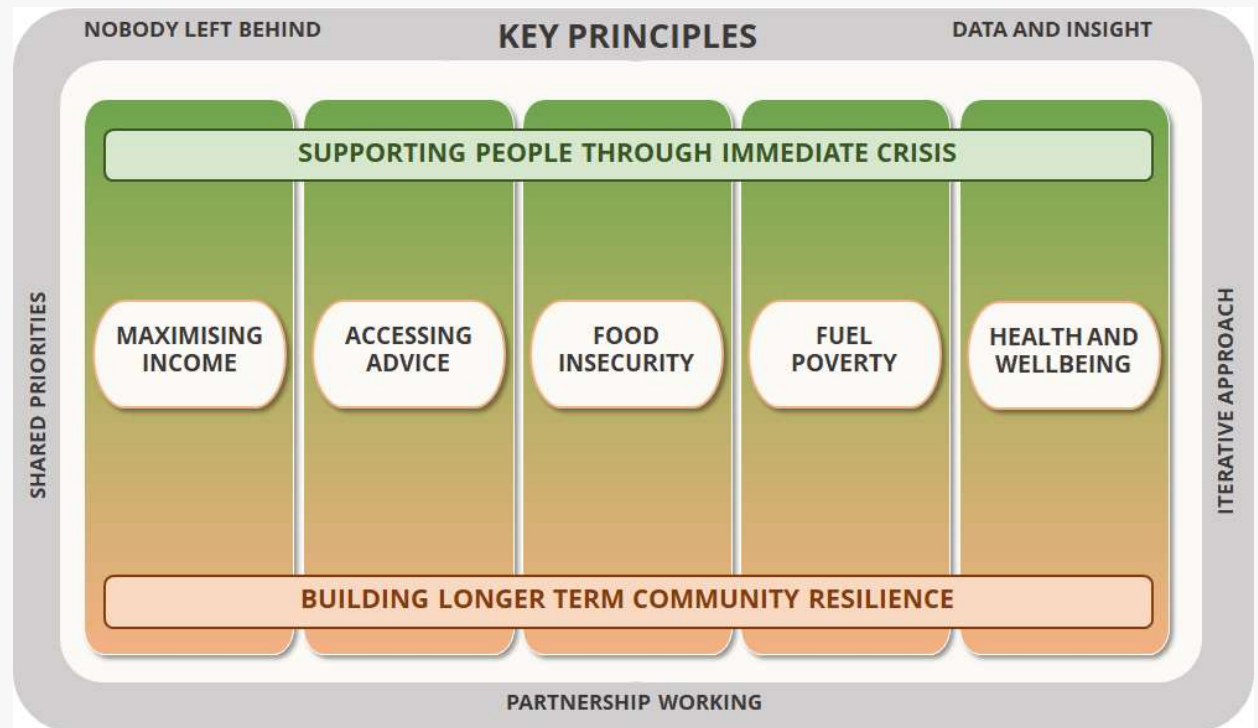 NOBODY LEFT BEHIND
KEY PRINCIPLES
DATA AND INSIGHT
SUPPORTING PEOPLE THROUGH IMMEDIATE CRISIS
SHARED PRIORITIES
MAXIMISING
INCOME
ACCESSING
ADVICE
FOOD
INSECURITY
FUEL
POVERTY
HEALTH AND
WELLBEING
ITERATIVE APPROACH
BUILDING LONGER TERM COMMUNITY RESILIENCE
PARTNERSHIP WORKING